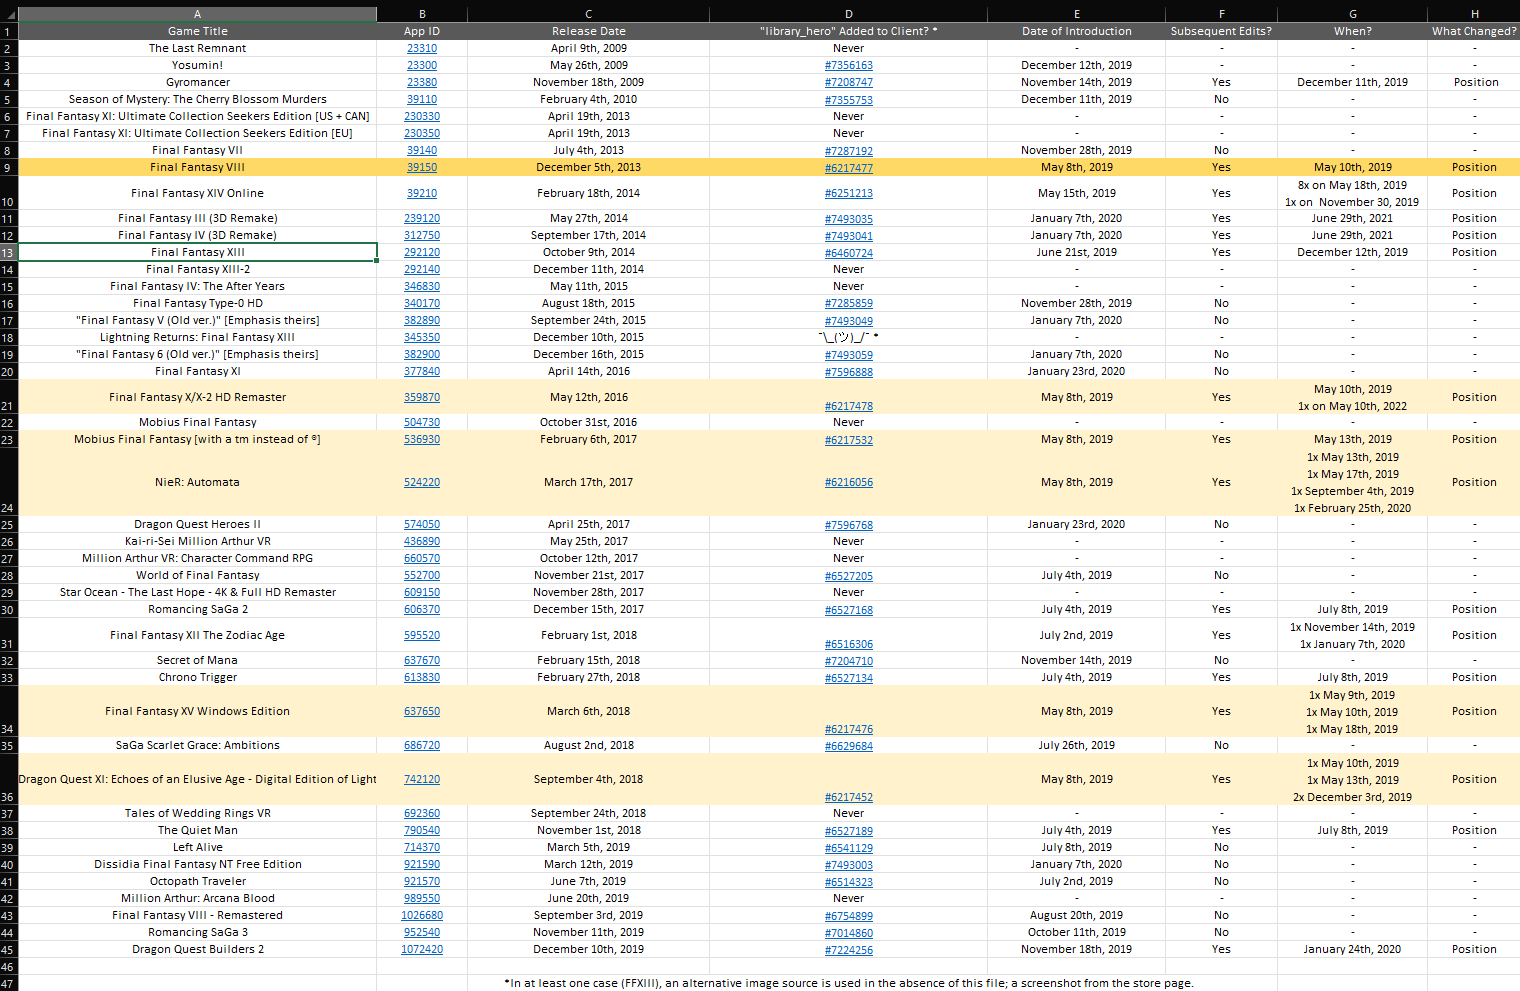 A B C D E F G H
1 Game Title App ID Release Date "library_hero" Added to Client? * Date of Introduction Subsequent Edits? When? What Changed?
2 The Last Remnant 23310 April 9th, 2009 Never - - - -
3 Yosumin! 23300 May 26th, 2009 #7356163 December 12th, 2019 - - -
4 Gyromancer 23380 November 18th, 2009 #7208747 November 14th, 2019 Yes December 11th, 2019 Position
5 Season of Mystery: The Cherry Blossom Murders 39110 February 4th, 2010 #7355753 December 11th, 2019 No - -
6 Final Fantasy XI: Ultimate Collection Seekers Edition [US + CAN] 230330 April 19th, 2013 Never - - - -
7 Final Fantasy XI: Ultimate Collection Seekers Edition [EU] 230350 April 19th, 2013 Never - - - -
8 Final Fantasy VII 39140 July 4th, 2013 #7287192 November 28th, 2019 No - -
9 Final Fantasy VIII 39150 December 5th, 2013 #6217477 May 8th, 2019 Yes May 10th, 2019 Position
10 Final Fantasy XIV Online 39210 February 18th, 2014 #6251213 May 15th, 2019 Yes 8x on May 18th, 2019 Position
1x on November 30, 2019
11 Final Fantasy III (3D Remake) 239120 May 27th, 2014 #7493035 January 7th, 2020 Yes June 29th, 2021 Position
12 Final Fantasy IV (3D Remake) 312750 September 17th, 2014 #7493041 January 7th, 2020 Yes June 29th, 2021 Position
13 Final Fantasy XIII 292120 October 9th, 2014 #6460724 June 21st, 2019 Yes December 12th, 2019 Position
14 Final Fantasy XIII-2 292140 December 11th, 2014 Never - - - -
15 Final Fantasy IV: The After Years 346830 May 11th, 2015 Never - - - -
16 Final Fantasy Type-0 HD 340170 August 18th, 2015 #7285859 November 28th, 2019 No - -
17 "Final Fantasy V (Old ver.)" [Emphasis theirs] 382890 September 24th, 2015 #7493049 January 7th, 2020 No - -
18 Lightning Returns: Final Fantasy XIII 345350 December 10th, 2015 ¯\_(ツ)_/¯ * - - - -
19 "Final Fantasy 6 (Old ver.)" [Emphasis theirs] 382900 December 16th, 2015 #7493059 January 7th, 2020 No - -
20 Final Fantasy XI 377840 April 14th, 2016 #7596888 January 23rd, 2020 No - -
21 Final Fantasy X/X-2 HD Remaster 359870 May 12th, 2016 #6217478 May 8th, 2019 Yes May 10th, 2019 Position
1x on May 10th, 2022
22 Mobius Final Fantasy 504730 October 31st, 2016 Never - - - -
23 Mobius Final Fantasy [with a tm instead of ®] 536930 February 6th, 2017 #6217532 May 8th, 2019 Yes May 13th, 2019 Position
24 NieR: Automata 524220 March 17th, 2017 #6216056 May 8th, 2019 Yes 1x May 13th, 2019 Position
1x May 17th, 2019
1x September 4th, 2019
1x February 25th, 2020
25 Dragon Quest Heroes II 574050 April 25th, 2017 #7596768 January 23rd, 2020 No - -
26 Kai-ri-Sei Million Arthur VR 436890 May 25th, 2017 Never - - - -
27 Million Arthur VR: Character Command RPG 660570 October 12th, 2017 Never - - - -
28 World of Final Fantasy 552700 November 21st, 2017 #6527205 July 4th, 2019 No - -
29 Star Ocean - The Last Hope - 4K & Full HD Remaster 609150 November 28th, 2017 Never - - - -
30 Romancing SaGa 2 606370 December 15th, 2017 #6527168 July 4th, 2019 Yes July 8th, 2019 Position
31 Final Fantasy XII The Zodiac Age 595520 February 1st, 2018 #6516306 July 2nd, 2019 Yes 1x November 14th, 2019 Position
1x January 7th, 2020
32 Secret of Mana 637670 February 15th, 2018 #7204710 November 14th, 2019 No - -
33 Chrono Trigger 613830 February 27th, 2018 #6527134 July 4th, 2019 Yes July 8th, 2019 Position
34 Final Fantasy XV Windows Edition 637650 March 6th, 2018 #6217476 May 8th, 2019 Yes 1x May 9th, 2019 Position
1x May 10th, 2019
1x May 18th, 2019
35 SaGa Scarlet Grace: Ambitions 686720 August 2nd, 2018 #6629684 July 26th, 2019 No - -
36 Dragon Quest XI: Echoes of an Elusive Age - Digital Edition of Light 742120 September 4th, 2018 #6217452 May 8th, 2019 Yes 1x May 10th, 2019 Position
1x May 13th, 2019
2x December 3rd, 2019
37 Tales of Wedding Rings VR 692360 September 24th, 2018 Never - - - -
38 The Quiet Man 790540 November 1st, 2018 #6527189 July 4th, 2019 Yes July 8th, 2019 Position
39 Left Alive 714370 March 5th, 2019 #6541129 July 8th, 2019 No - -
40 Dissidia Final Fantasy NT Free Edition 921590 March 12th, 2019 #7493003 January 7th, 2020 No - -
41 Octopath Traveler 921570 June 7th, 2019 #6514323 July 2nd, 2019 No - -
42 Million Arthur: Arcana Blood 989550 June 20th, 2019 Never - - - -
43 Final Fantasy VIII - Remastered 1026680 September 3rd, 2019 #6754899 August 20th, 2019 No - -
44 Romancing SaGa 3 952540 November 11th, 2019 #7014860 October 11th, 2019 No - -
45 Dragon Quest Builders 2 1072420 December 10th, 2019 #7224256 November 18th, 2019 Yes January 24th, 2020 Position
46
47 *In at least one case (FFXIII), an alternative image source is used in the absence of this file; a screenshot from the store page.